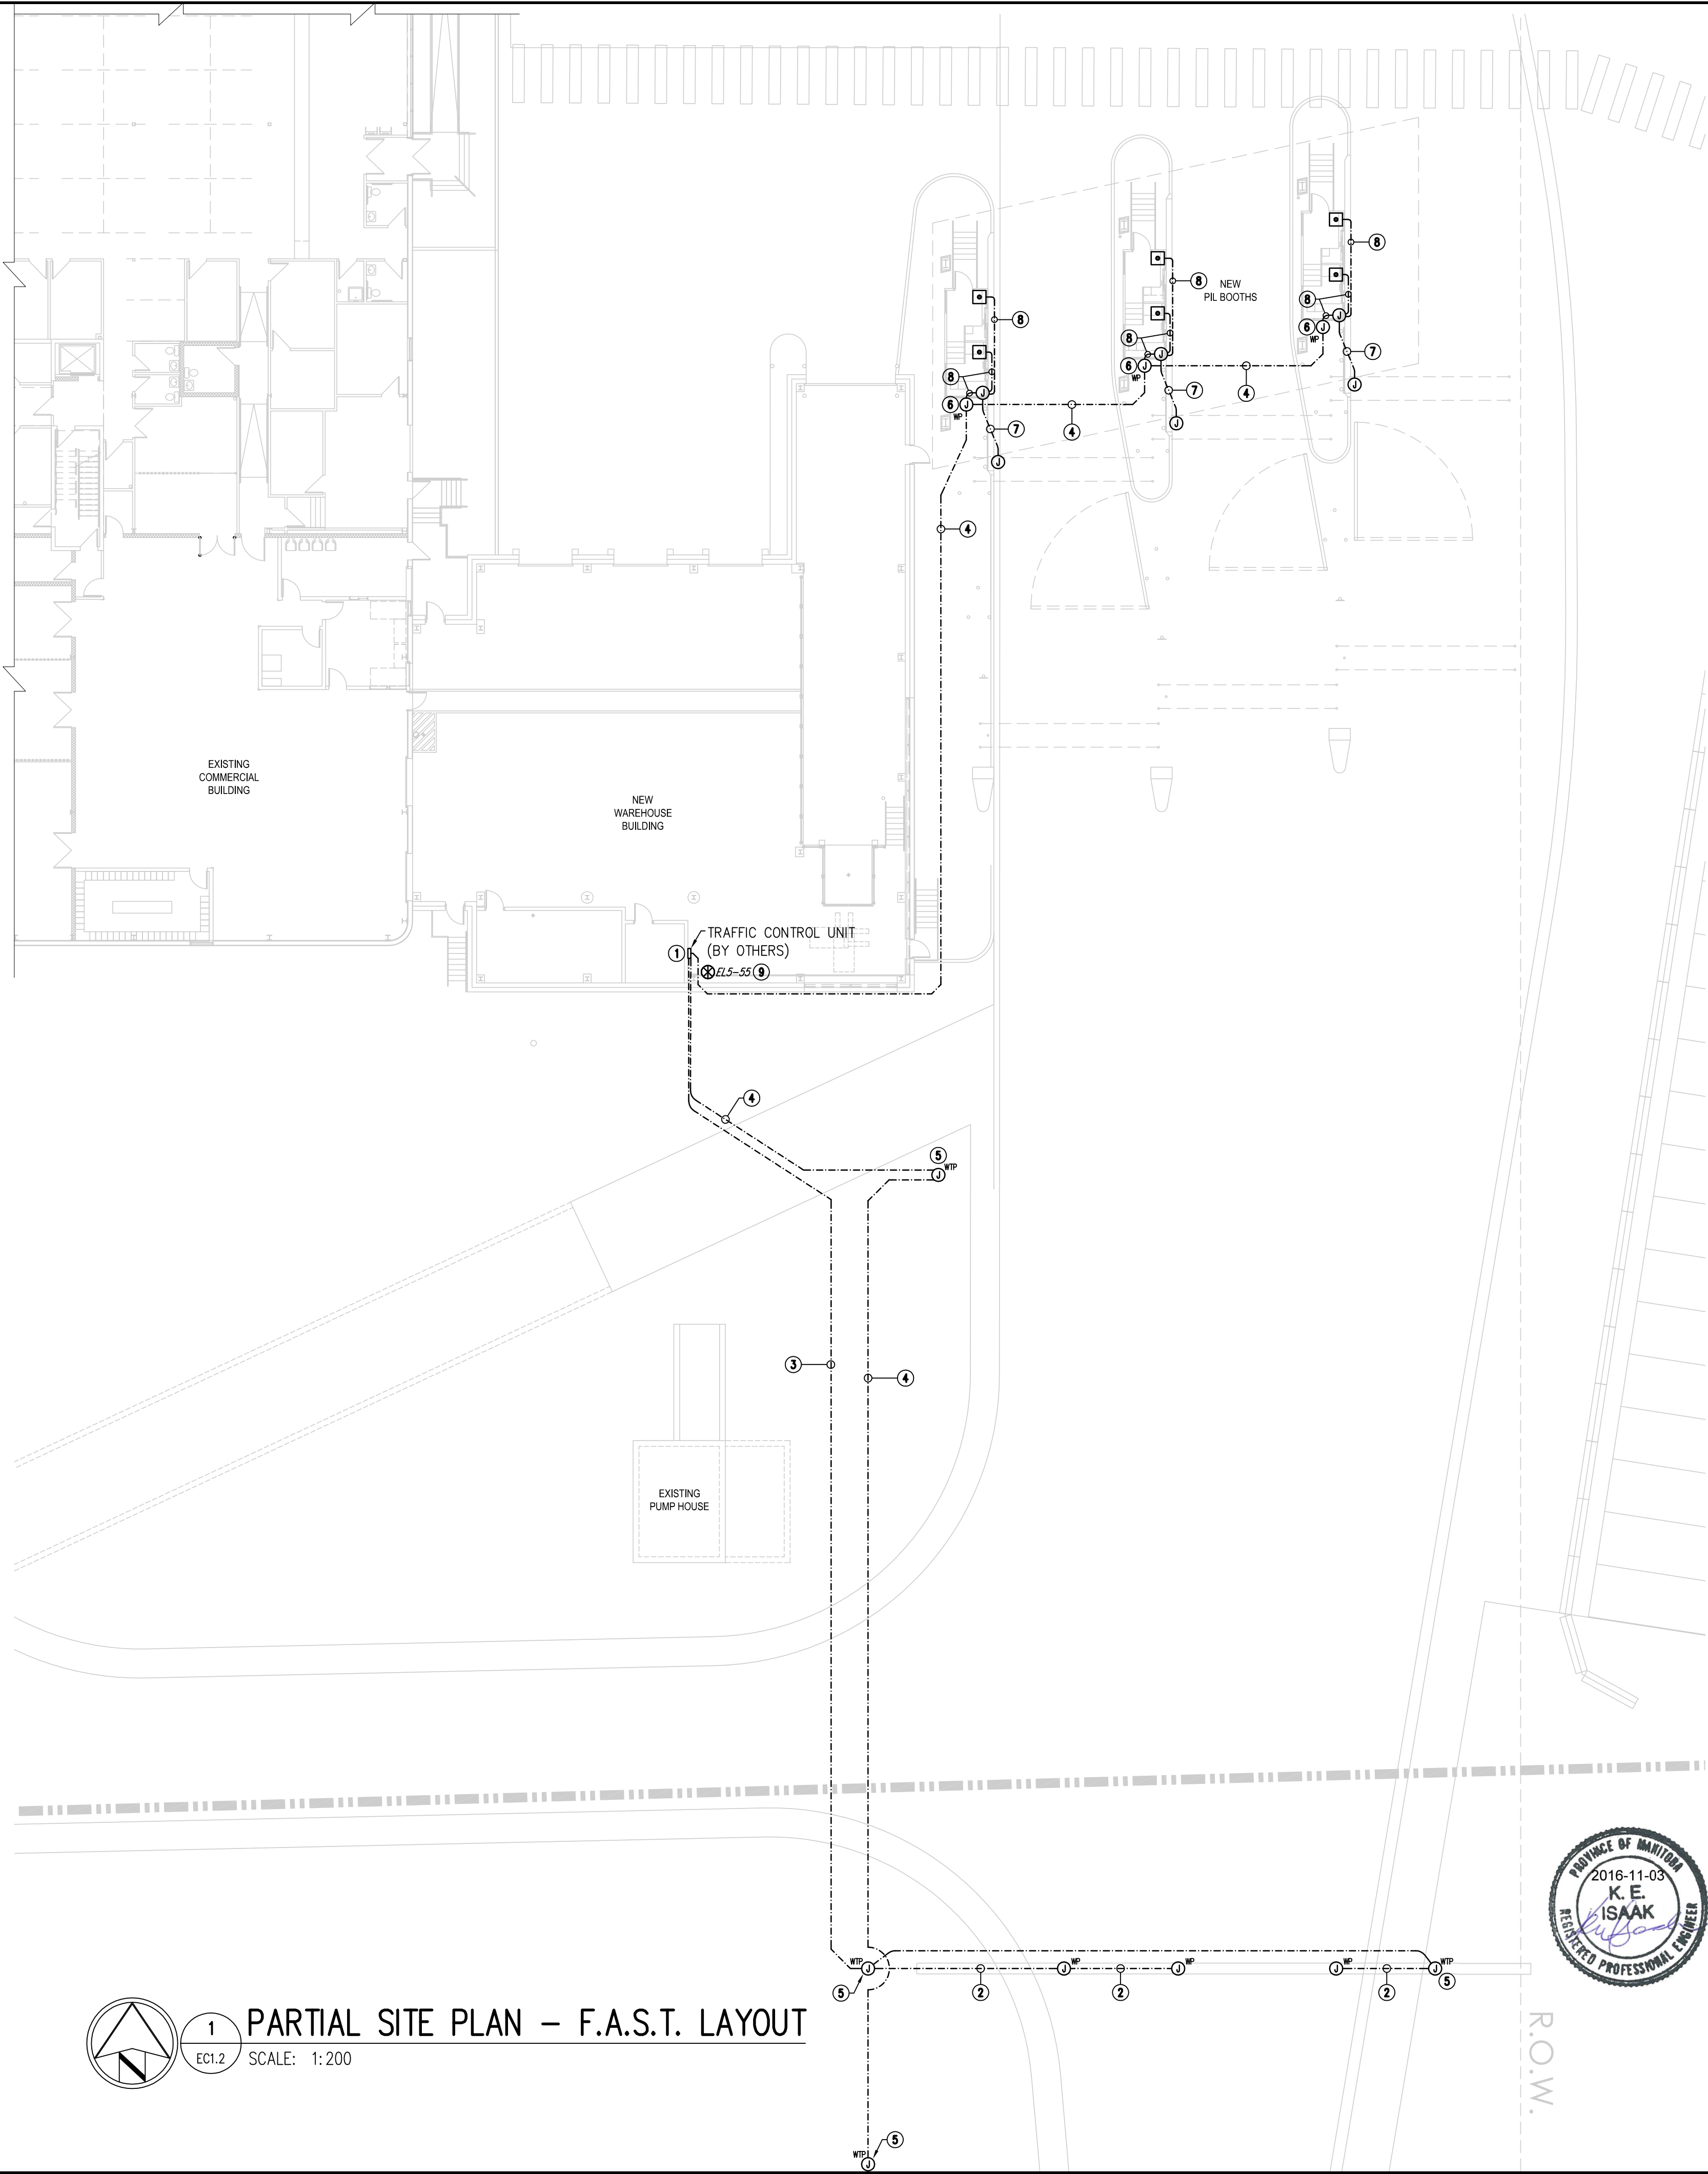 8
8
NEW
PIL BOOTHS
8
8
8
8
6
WP
J
J
7
J
6
WP
J
J
7
J
4
6
WP
J
J
7
J
4
4
EXISTING
COMMERCIAL
BUILDING
NEW
WAREHOUSE
BUILDING
TRAFFIC CONTROL UNIT
(BY OTHERS)
1
EL5-55 9
4
5
J WTP
3
4
EXISTING
PUMP HOUSE
PROVINCE OF MANITOBA
2016-11-03
K. E.
ISAAK
REGISTERED PROFESSIONAL ENGINEER
WTP J
J WP
J WP
J WP
J WTP
5
2
2
2
5
1
EC1.2
N
PARTIAL SITE PLAN - F.A.S.T. LAYOUT
SCALE: 1:200
R.O.W.
5
WTP
J